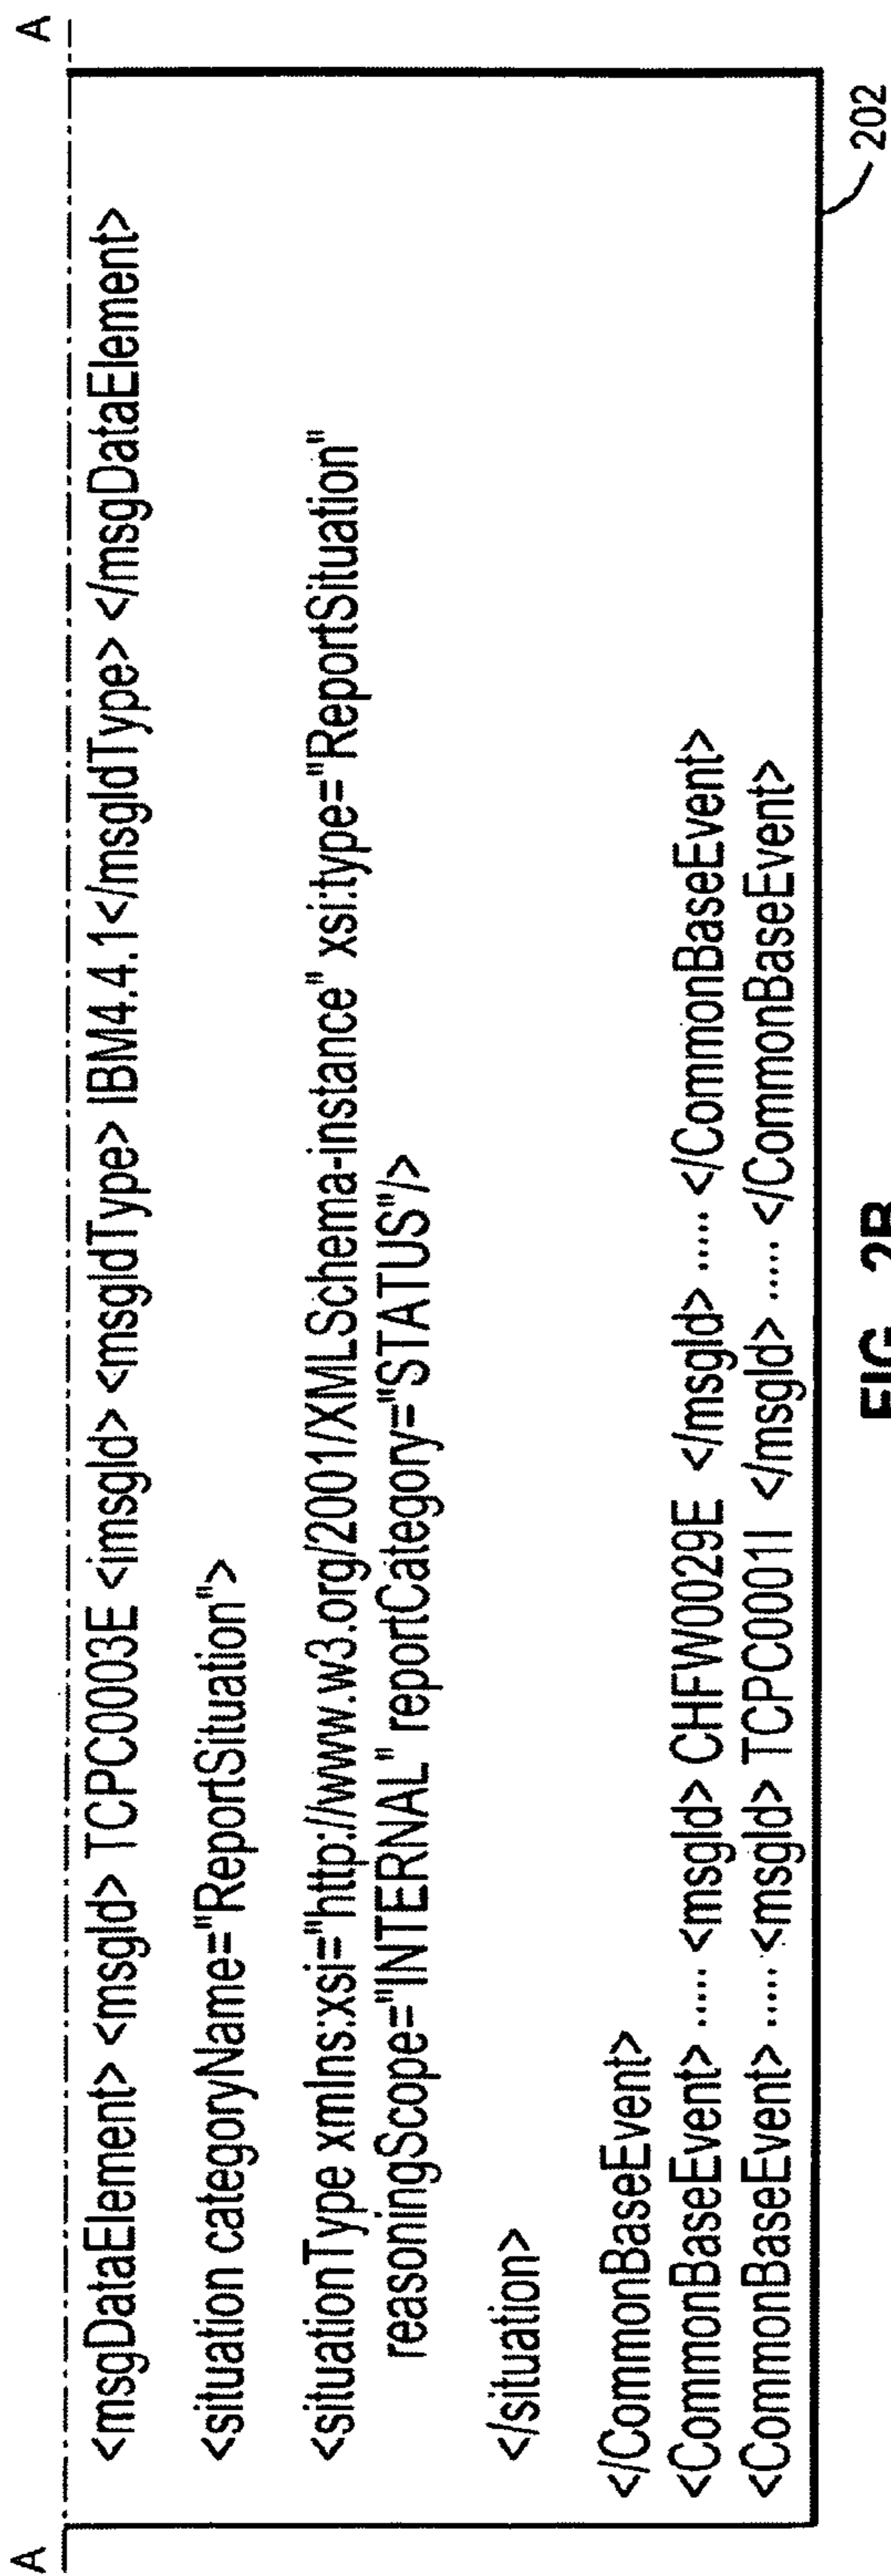 A A
<msgDataElement> <msgId> TCPC0003E <imsgId> <msgIdType> IBM4.4.1</msgIdType> </msgDataElement>
<situation categoryName="ReportSituation">
<situationType xmlns:xsi="http://www.w3.org/2001/XMLSchema-instance" xsi:type="ReportSituation"
reasoningScope="INTERNAL" reportCategory="STATUS"/>
</situation>
</CommonBaseEvent>
<CommonBaseEvent> ..... <msgId> CHFW0029E </msgId> ..... </CommonBaseEvent>
<CommonBaseEvent> ..... <msgId> TCPC0001I </msgId> ..... </CommonBaseEvent>
202
FIG. 2B